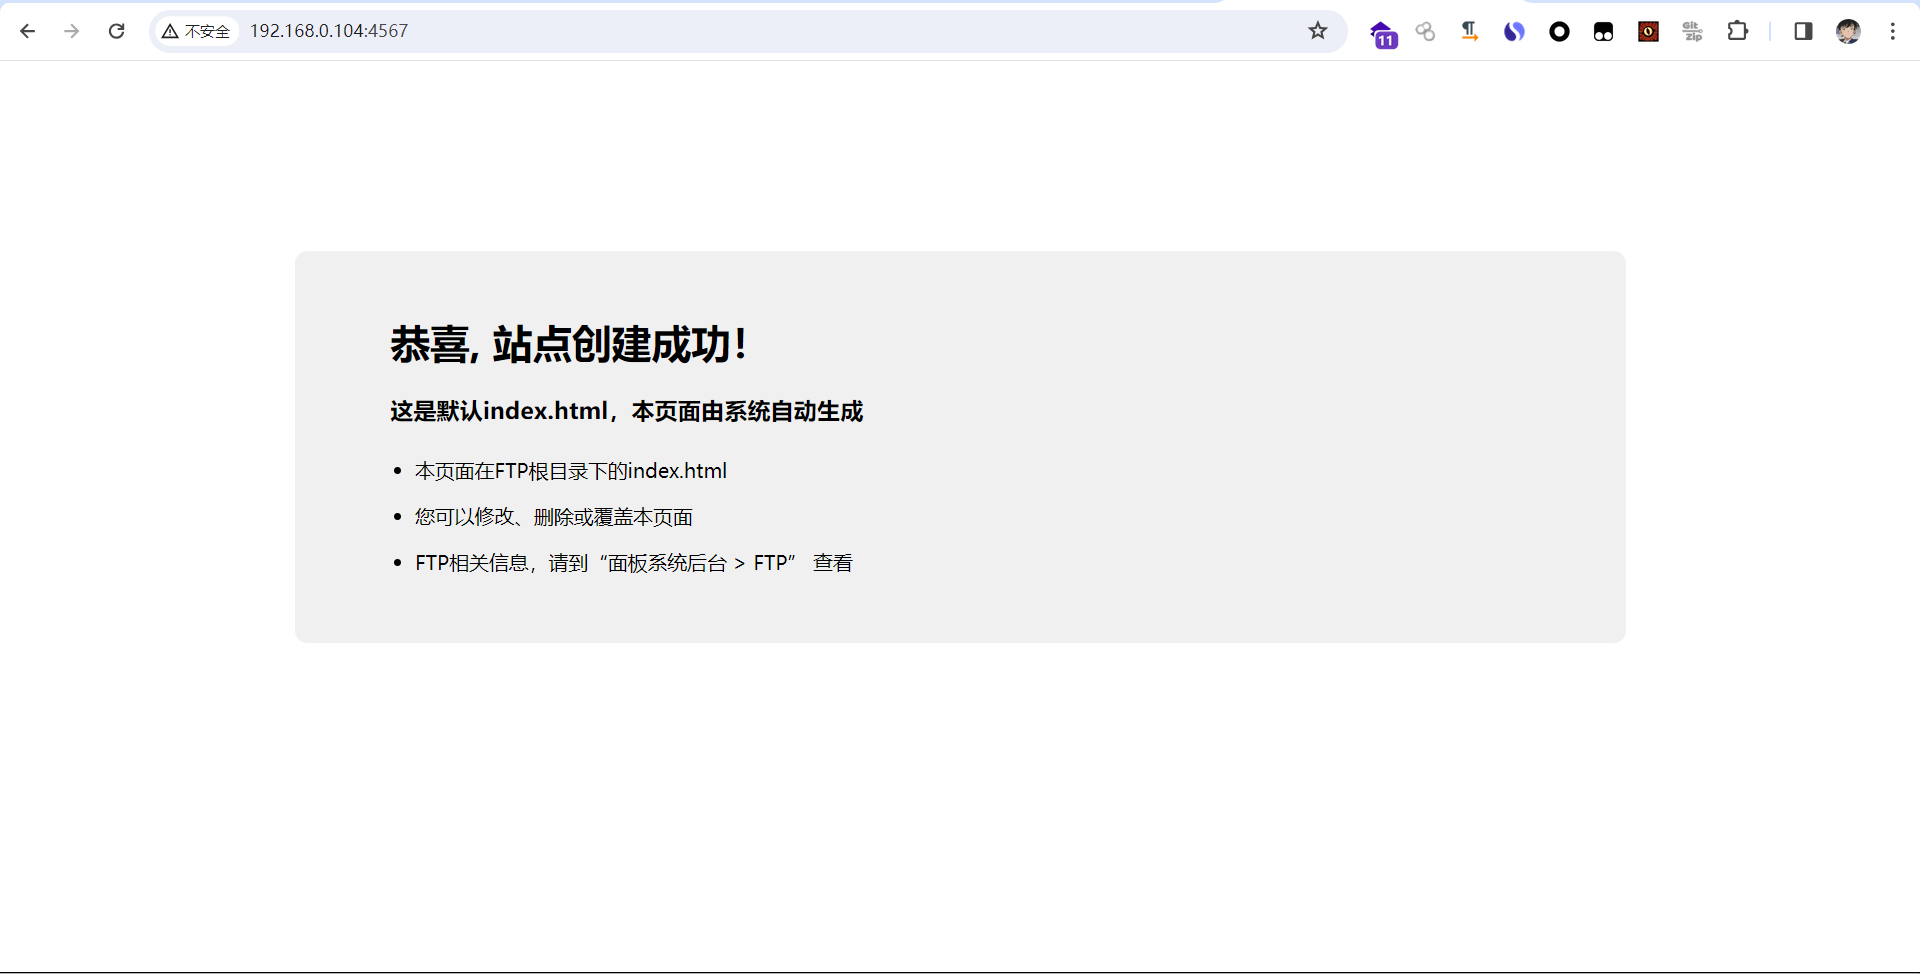 不安全 192.168.0.104:4567
11
Git Zip
恭喜, 站点创建成功！
这是默认index.html，本页面由系统自动生成
本页面在FTP根目录下的index.html
您可以修改、删除或覆盖本页面
FTP相关信息，请到“面板系统后台 > FTP” 查看